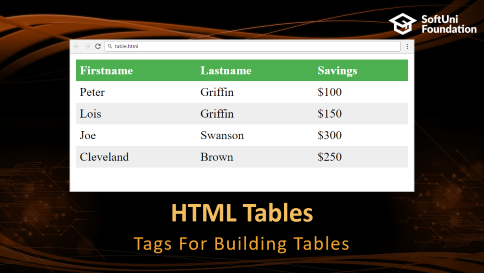 SoftUni
Foundation
table.html
Firstname Lastname Savings
Peter Griffin $100
Lois Griffin $150
Joe Swanson $300
Cleveland Brown $250
HTML Tables
Tags For Building Tables